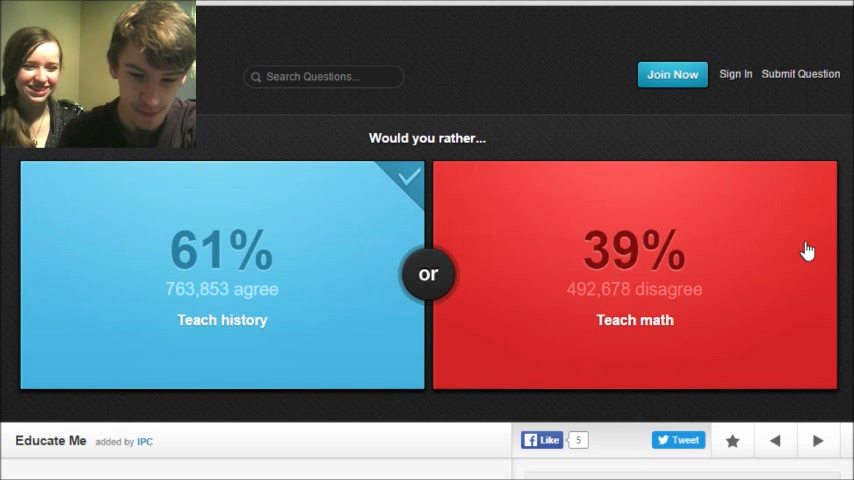 Search Questions...
Join Now
Sign In
Submit Question
Would you rather...
61%
763,853 agree
Teach history
or
39%
492,678 disagree
Teach math
Educate Me added by IPC
Like
5
Tweet